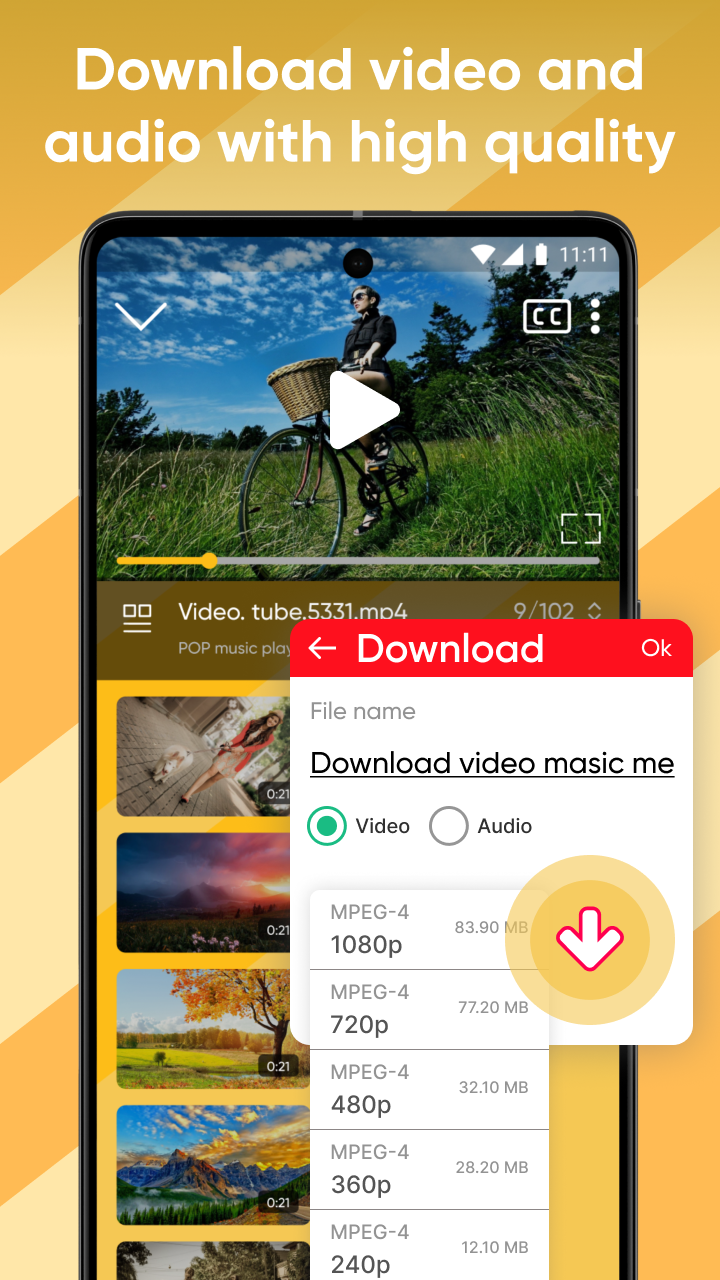 Download video and
audio with high quality
11:11
CC
Video. tube.5331.mp4
9/102
POP music play
Download
Ok
File name
Download video masic me
Video
Audio
0:21
0:21
0:21
0:21
MPEG-4
1080p
83.90 MB
MPEG-4
720p
77.20 MB
MPEG-4
480p
32.10 MB
MPEG-4
360p
28.20 MB
MPEG-4
240p
12.10 MB